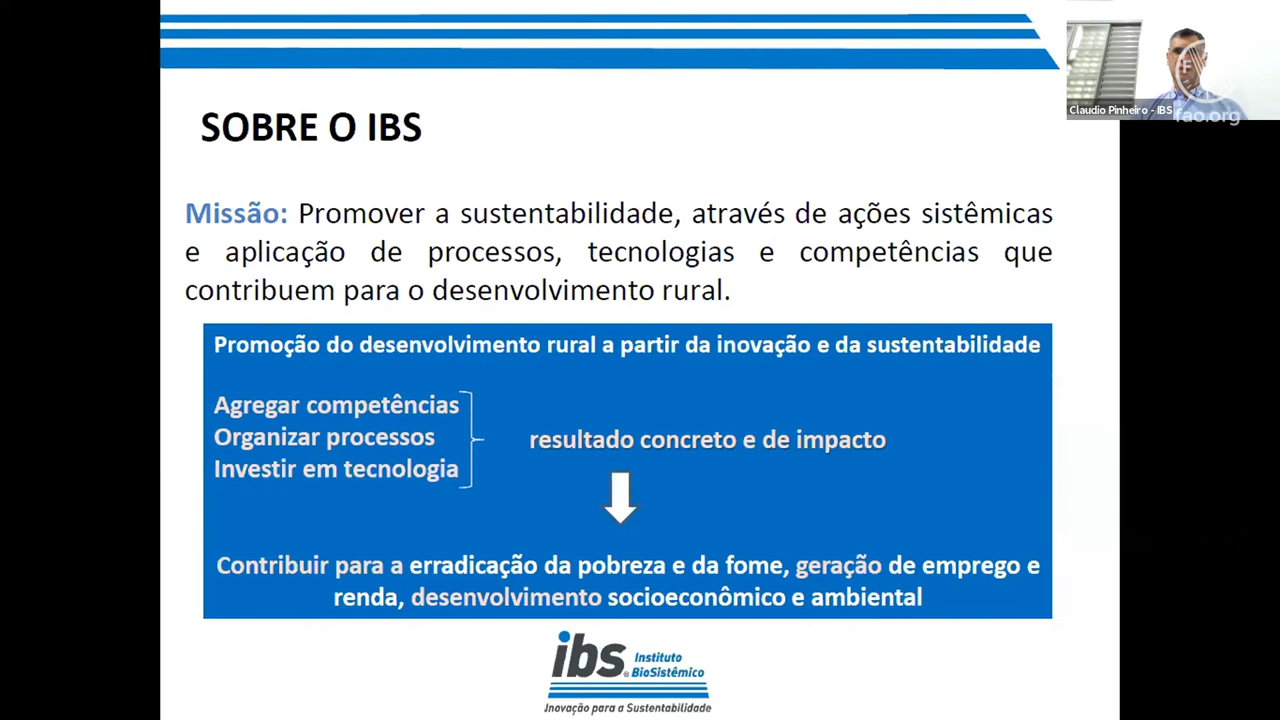 Claudio Pinheiro - IBS
fao.org
SOBRE O IBS
Missão: Promover a sustentabilidade, através de ações sistêmicas
e aplicação de processos, tecnologias e competências que
contribuem para o desenvolvimento rural.
Promoção do desenvolvimento rural a partir da inovação e da sustentabilidade
Agregar competências
Organizar processos
Investir em tecnologia
resultado concreto e de impacto
Contribuir para a erradicação da pobreza e da fome, geração de emprego e
renda, desenvolvimento socioeconômico e ambiental
ibs
Instituto
BioSistêmico
Inovação para a Sustentabilidade